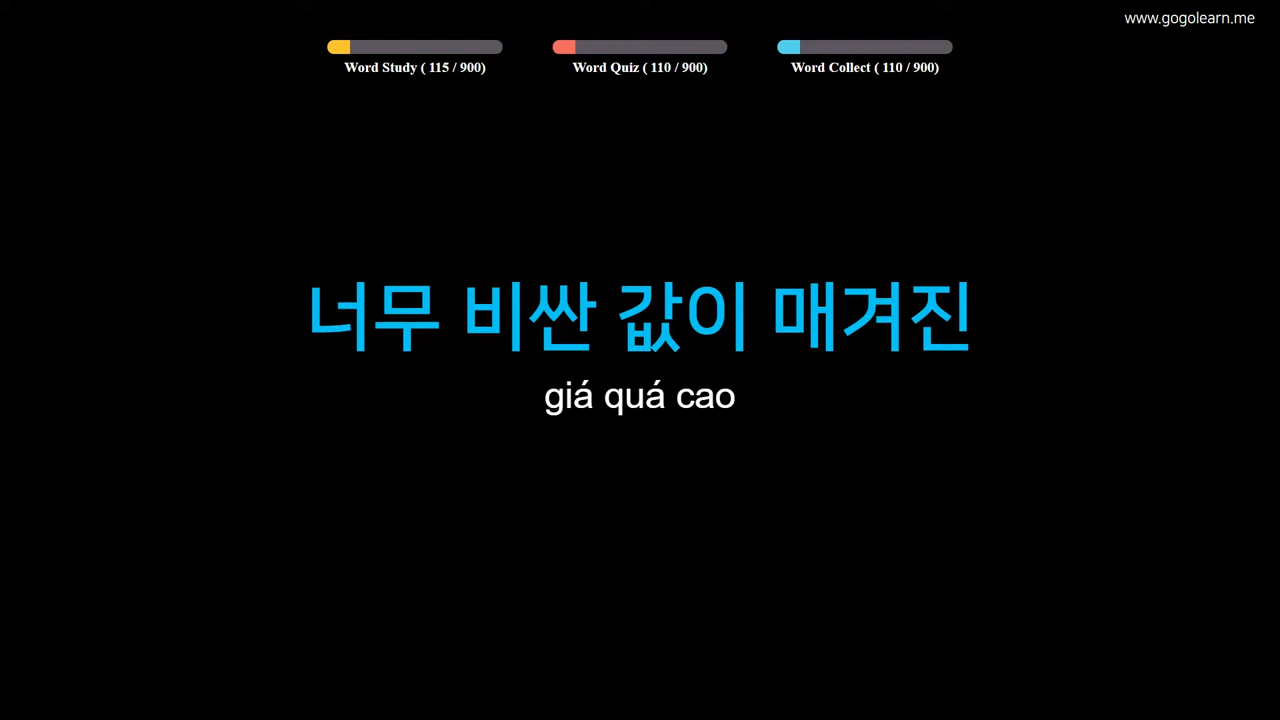 www.gogolearn.me
Word Study ( 115 / 900)
Word Quiz ( 110 / 900)
Word Collect ( 110 / 900)
너무 비싼 값이 매겨진
giá quá cao